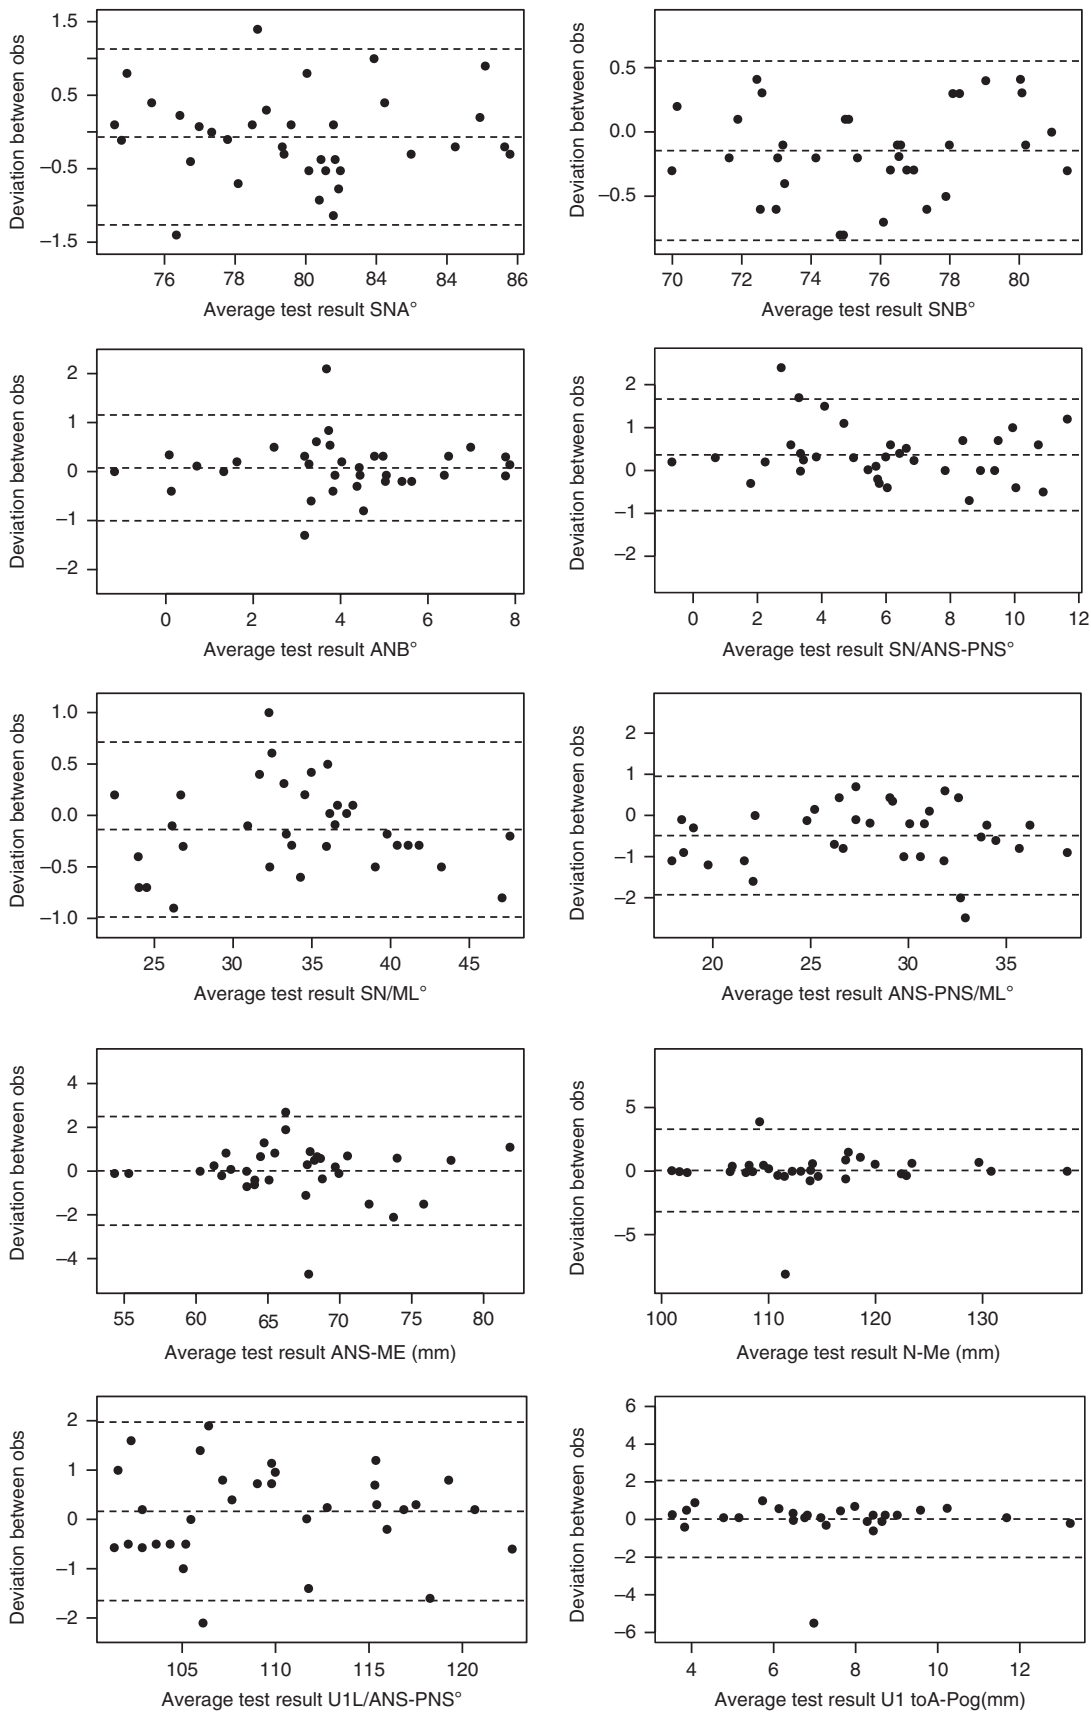 Deviation between obs
1.5
0.5
−0.5
−1.5
76 78 80 84 84 86
Average test result SNA°
Deviation between obs
0.5
0.0
−0.5
70 72 74 76 78 80
Average test result SNB°
Deviation between obs
2
1
0
−1
−2
0 2 4 6 8
Average test result ANB°
Deviation between obs
2
1
0
−1
−2
0 2 4 6 8 10 12
Average test result SN/ANS-PNS°
Deviation between obs
1.0
0.5
0.0
−0.5
−1.0
25 30 35 40 45
Average test result SN/ML°
Deviation between obs
2
1
0
−1
−2
20 25 30 35
Average test result ANS-PNS/ML°
Deviation between obs
4
2
0
−2
−4
55 60 65 70 75 80
Average test result ANS-ME (mm)
Deviation between obs
5
0
−5
100 110 120 130
Average test result N-Me (mm)
Deviation between obs
2
1
0
−1
−2
105 110 115 120
Average test result U1L/ANS-PNS°
Deviation between obs
6
4
2
0
−2
−4
−6
4 6 8 10 12
Average test result U1 toA-Pog(mm)